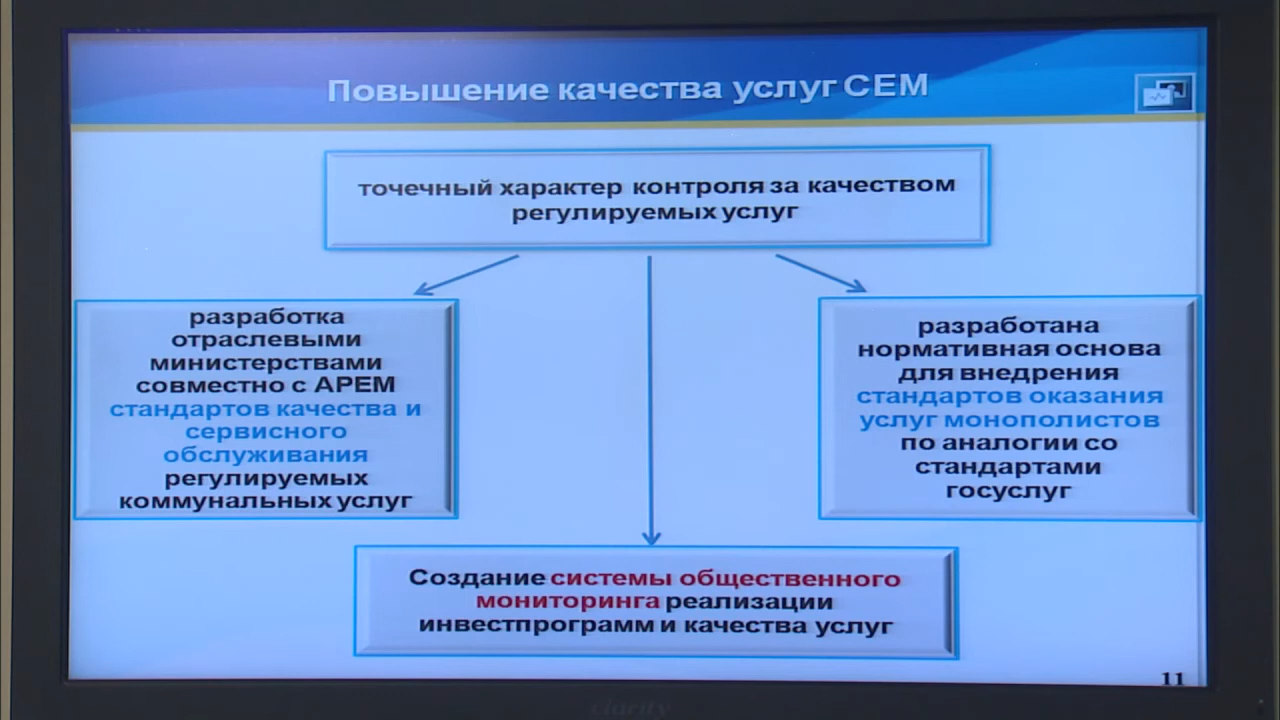 Повышение качества услуг СЕМ
точечный характер контроля за качеством
регулируемых услуг
разработка
отраслевыми
министерствами
совместно с АРЕМ
стандартов качества и
сервисного
обслуживания
регулируемых
коммунальных услуг
разработана
нормативная основа
для внедрения
стандартов оказания
услуг монополистов
по аналогии со
стандартами
госуслуг
Создание системы общественного
мониторинга реализации
инвестпрограмм и качества услуг
11
clarity